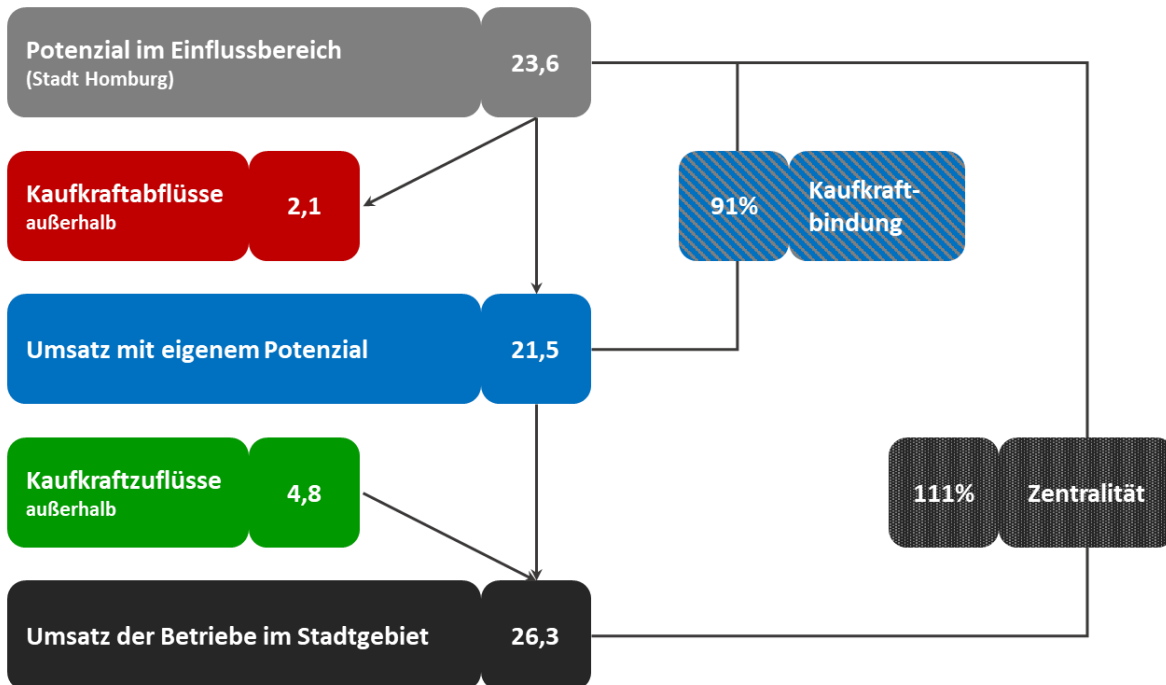 Potenzial im Einflussbereich
(Stadt Homburg)
23,6
Kaufkraftabflüsse
außerhalb
2,1
91%
Kaufkraft-
bindung
Umsatz mit eigenem Potenzial
21,5
Kaufkraftzuflüsse
außerhalb
4,8
111%
Zentralität
Umsatz der Betriebe im Stadtgebiet
26,3